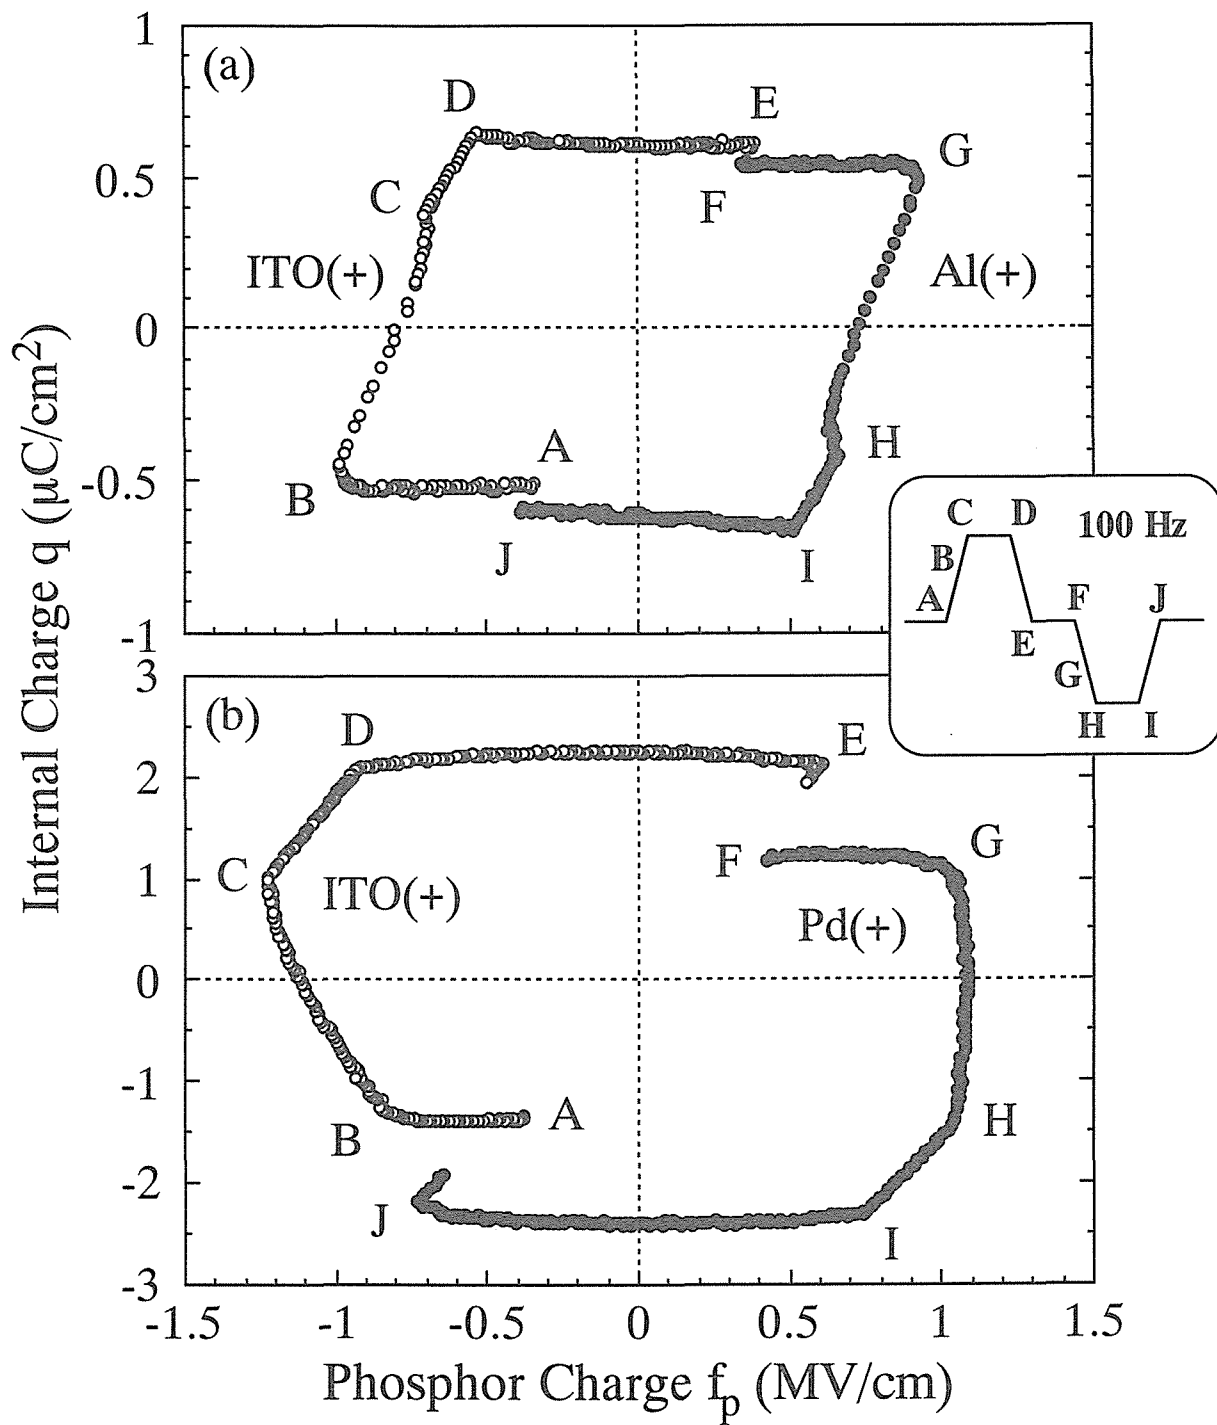 1
(a)
D
E
G
0.5
C
F
ITO(+)
Al(+)
0
A
H
-0.5
B
J
I
-1
C D 100 Hz
B
A F J
E G
H I
Internal Charge q (μC/cm²)
3
(b)
D
E
2
F
G
C
1
ITO(+)
Pd(+)
0
-1
B
A
H
-2
J
I
-3
-1.5 -1 -0.5 0 0.5 1 1.5
Phosphor Charge fₚ (MV/cm)